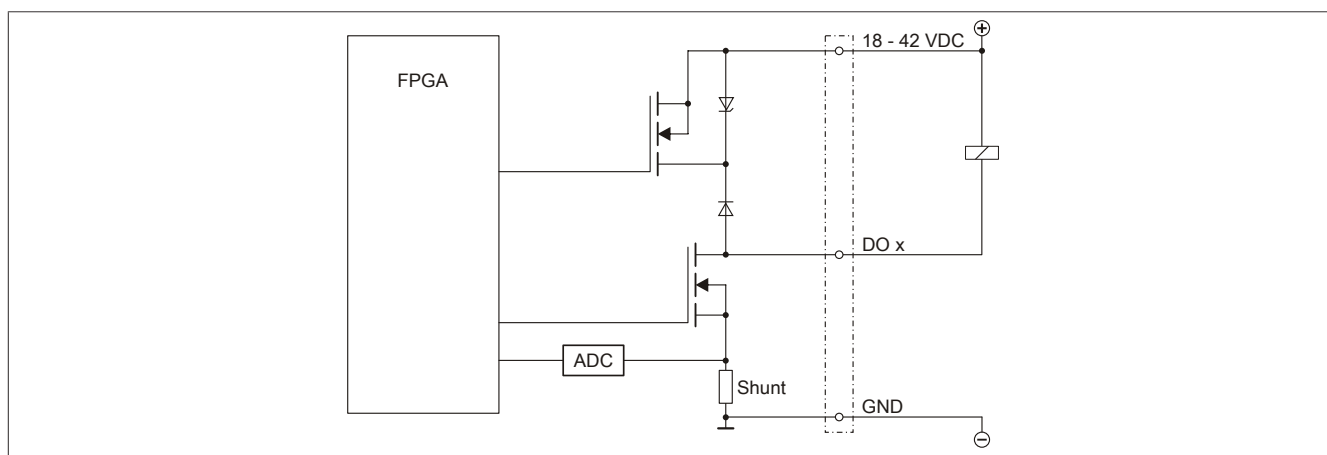 18 - 42 VDC
FPGA
DO x
ADC
Shunt
GND